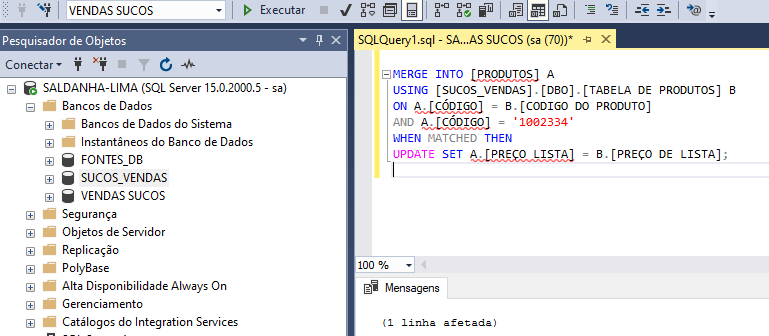 VENDAS SUCOS
Executar
Pesquisador de Objetos
Conectar
SALDANHA-LIMA (SQL Server 15.0.2000.5 - sa)
Bancos de Dados
Bancos de Dados do Sistema
Instantâneos do Banco de Dados
FONTES_DB
SUCOS_VENDAS
VENDAS SUCOS
Segurança
Objetos de Servidor
Replicação
PolyBase
Alta Disponibilidade Always On
Gerenciamento
Catálogos do Integration Services
SQLQuery1.sql - SA...AS SUCOS (sa (70))*
MERGE INTO [PRODUTOS] A
USING [SUCOS_VENDAS].[DBO].[TABELA DE PRODUTOS] B
ON A.[CÓDIGO] = B.[CODIGO DO PRODUTO]
AND A.[CÓDIGO] = '1002334'
WHEN MATCHED THEN
UPDATE SET A.[PREÇO LISTA] = B.[PREÇO DE LISTA];
100 %
Mensagens
(1 linha afetada)